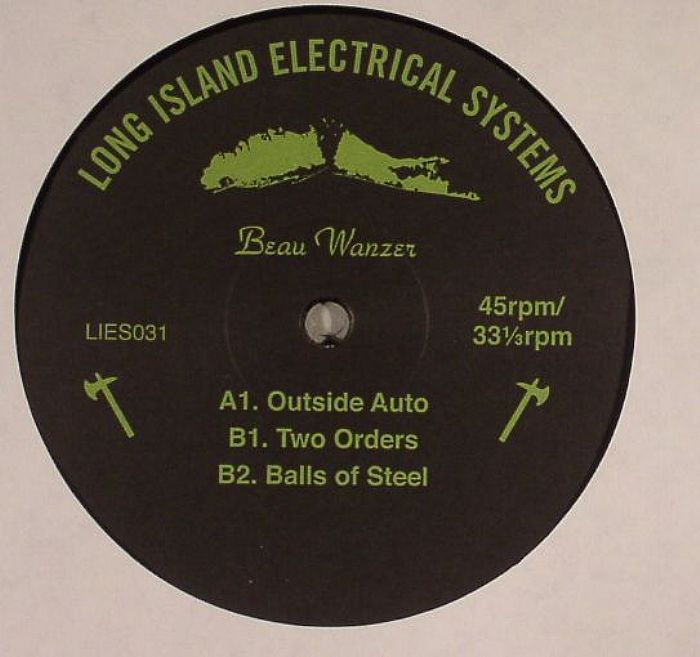 LONG ISLAND ELECTRICAL SYSTEMS
Beau Wanzer
LIES031
45rpm/
33⅓rpm
A1. Outside Auto
B1. Two Orders
B2. Balls of Steel